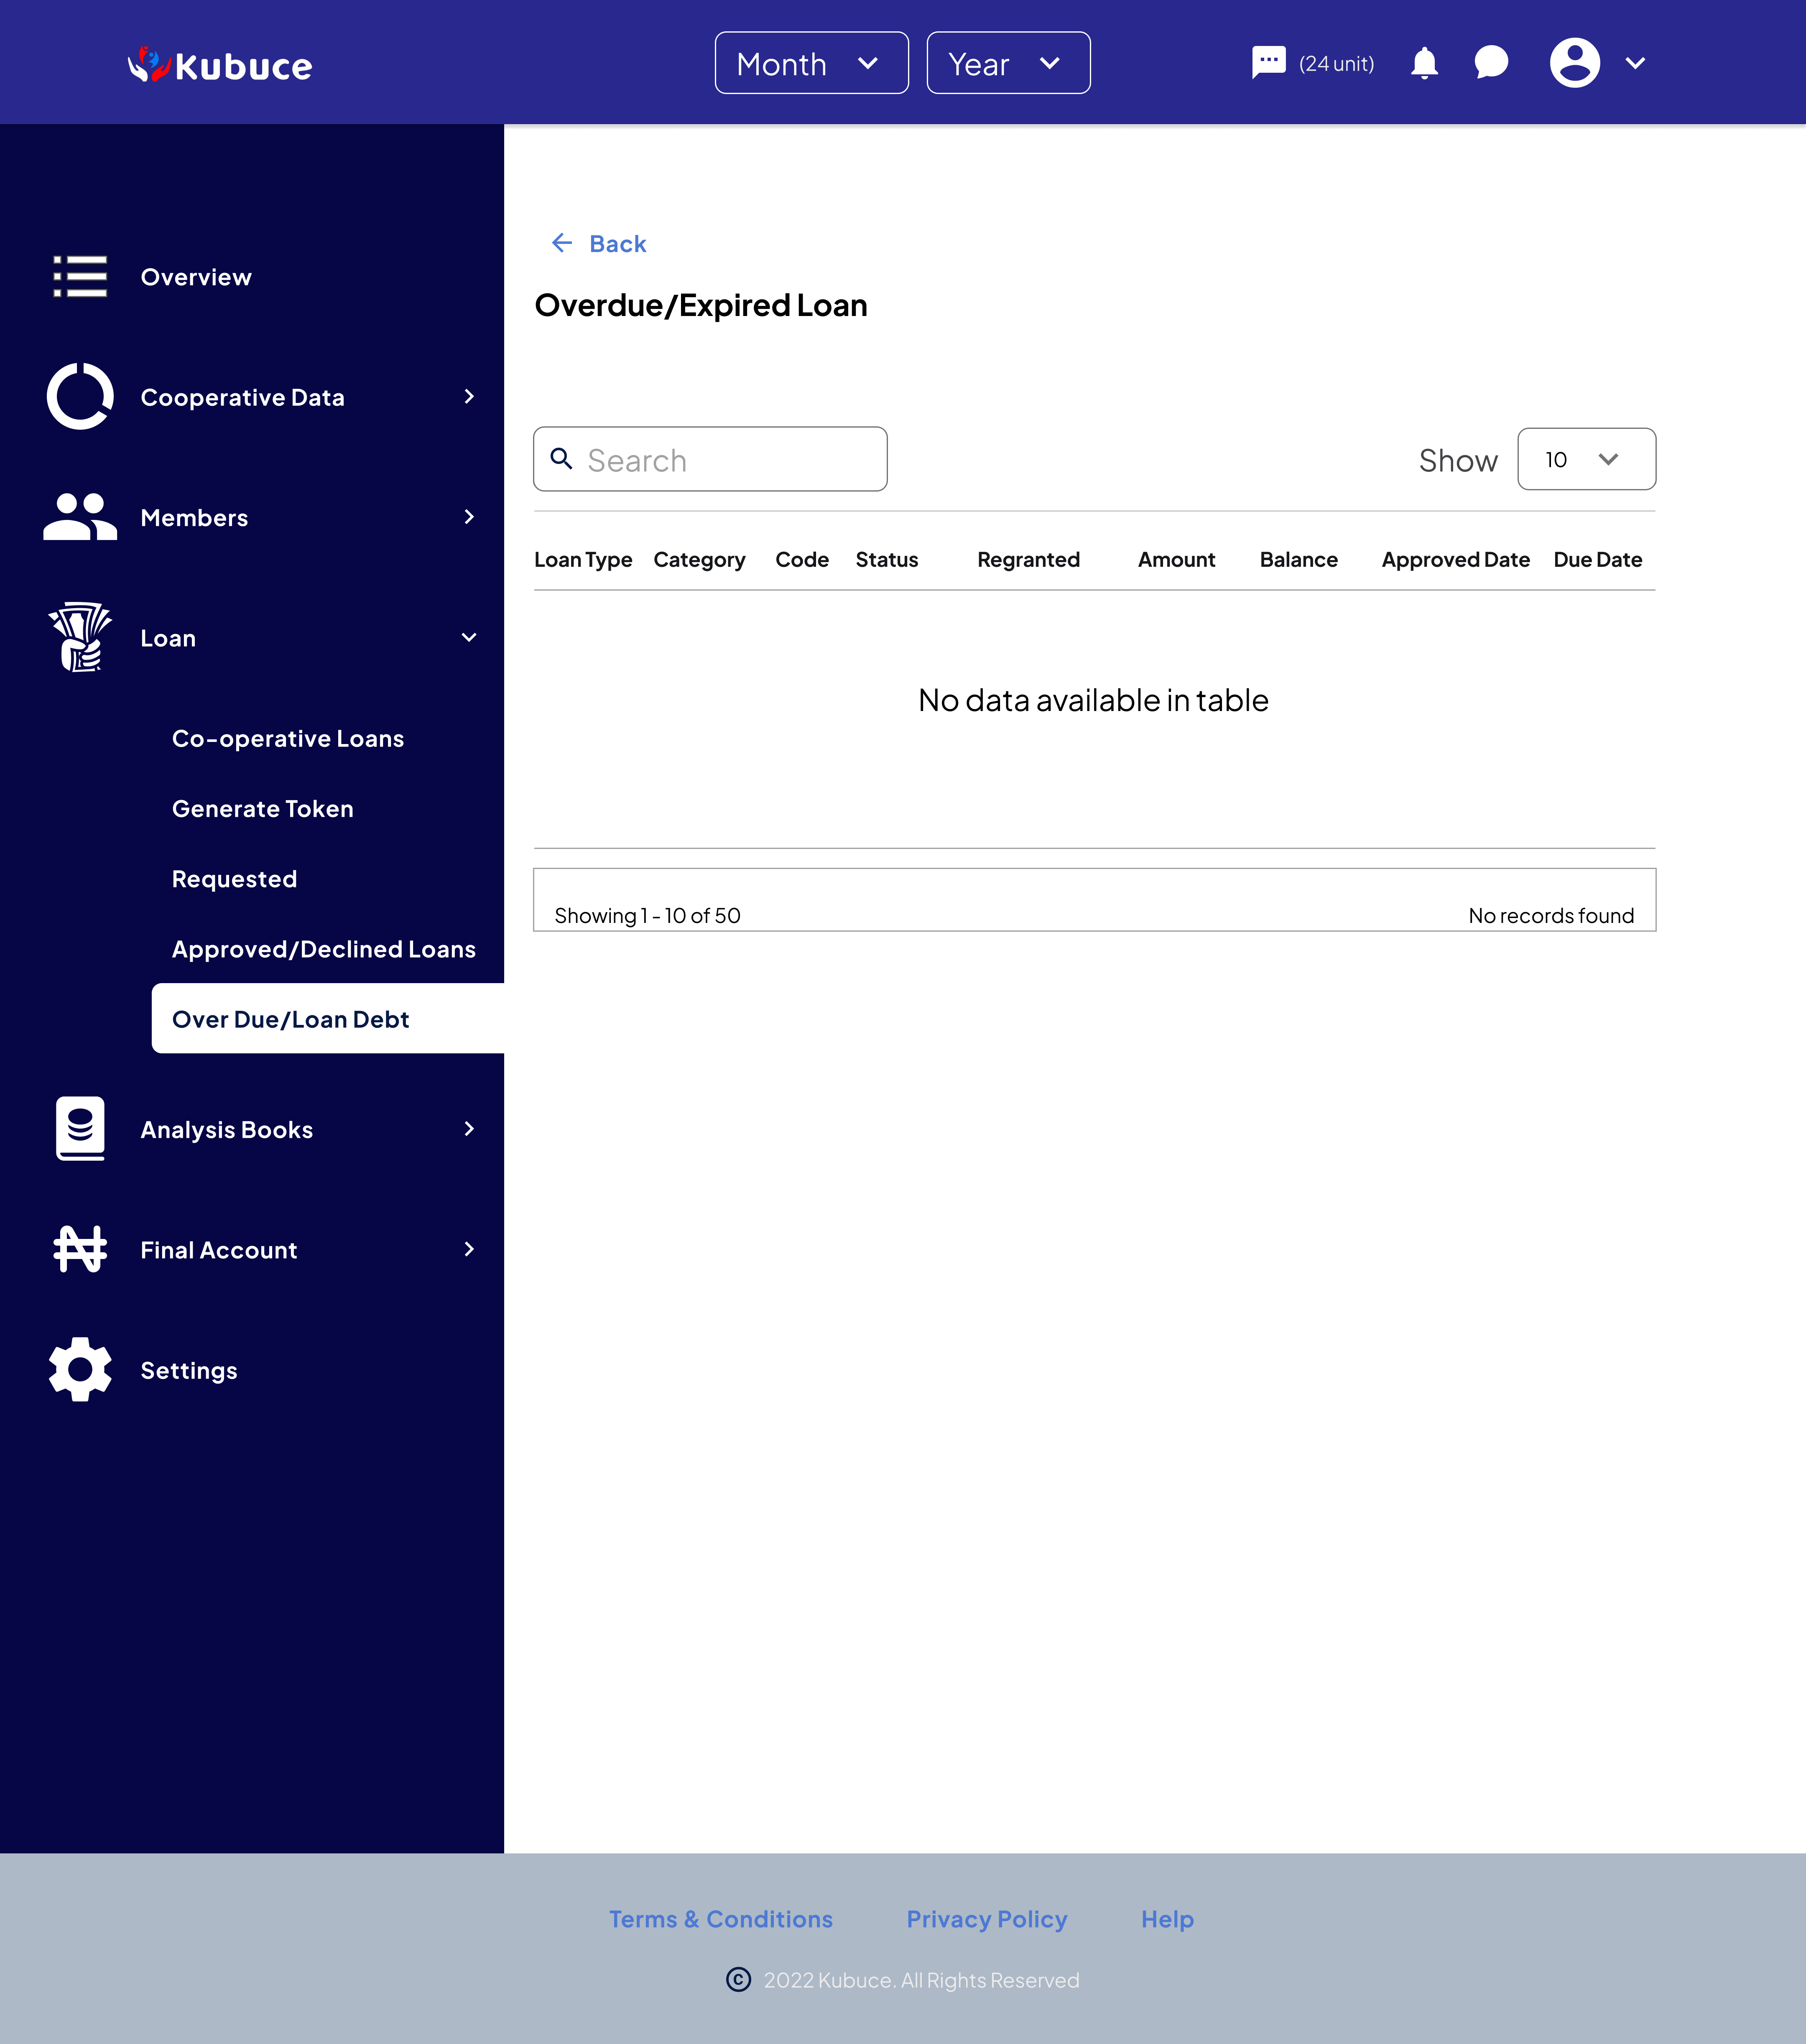 Kubuce
Month
Year
(24 unit)
Overview
Cooperative Data
Members
Loan
Co-operative Loans
Generate Token
Requested
Approved/Declined Loans
Over Due/Loan Debt
Analysis Books
Final Account
Settings
Back
Overdue/Expired Loan
Search
Show 10
Loan Type Category Code Status Regranted Amount Balance Approved Date Due Date
No data available in table
Showing 1 - 10 of 50 No records found
Terms & Conditions Privacy Policy Help
© 2022 Kubuce. All Rights Reserved